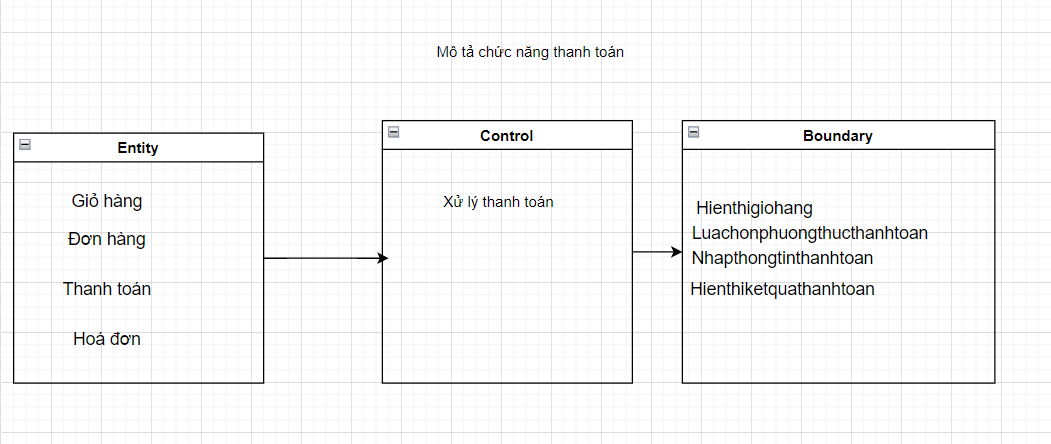 Mô tả chức năng thanh toán
Entity
Giỏ hàng
Đơn hàng
Thanh toán
Hoá đơn
Control
Xử lý thanh toán
Boundary
Hienthigiohang
Luachonphuongthucthanhtoan
Nhapthongtinthanhtoan
Hienthiketquathanhtoan